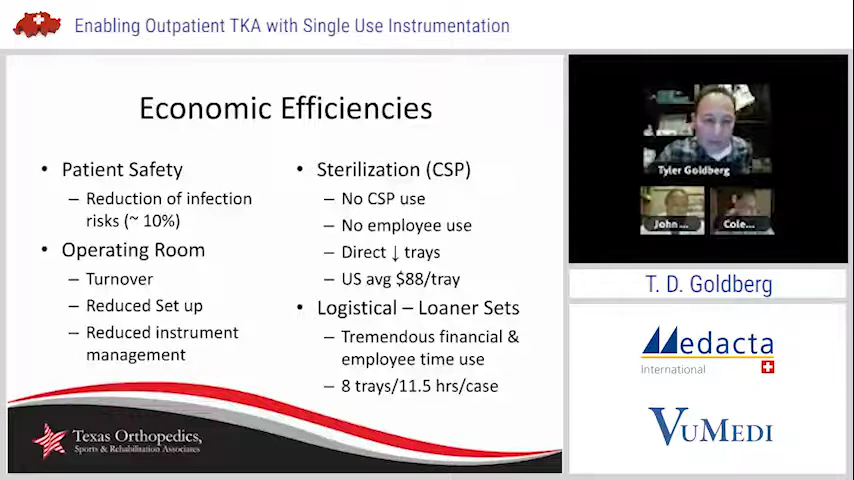 Enabling Outpatient TKA with Single Use Instrumentation
Economic Efficiencies
• Patient Safety
– Reduction of infection
risks (~ 10%)
• Operating Room
– Turnover
– Reduced Set up
– Reduced instrument
management
• Sterilization (CSP)
– No CSP use
– No employee use
– Direct ↓ trays
– US avg $88/tray
• Logistical – Loaner Sets
– Tremendous financial &
employee time use
– 8 trays/11.5 hrs/case
Texas Orthopedics,
Sports & Rehabilitation Associates
Tyler Goldberg
John ...
Cole...
T. D. Goldberg
Medacta
International
VuMedi